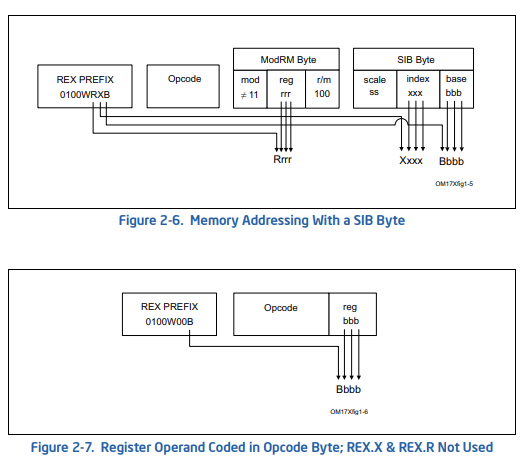 ModRM Byte
SIB Byte
REX PREFIX
0100WRXB
Opcode
mod
≠ 11
reg
rrr
r/m
100
scale
ss
index
xxx
base
bbb
Rrrr
Xxxx
Bbbb
OM17Xfig1-5
Figure 2-6. Memory Addressing With a SIB Byte
REX PREFIX
0100W00B
Opcode
reg
bbb
Bbbb
OM17Xfig1-6
Figure 2-7. Register Operand Coded in Opcode Byte; REX.X & REX.R Not Used